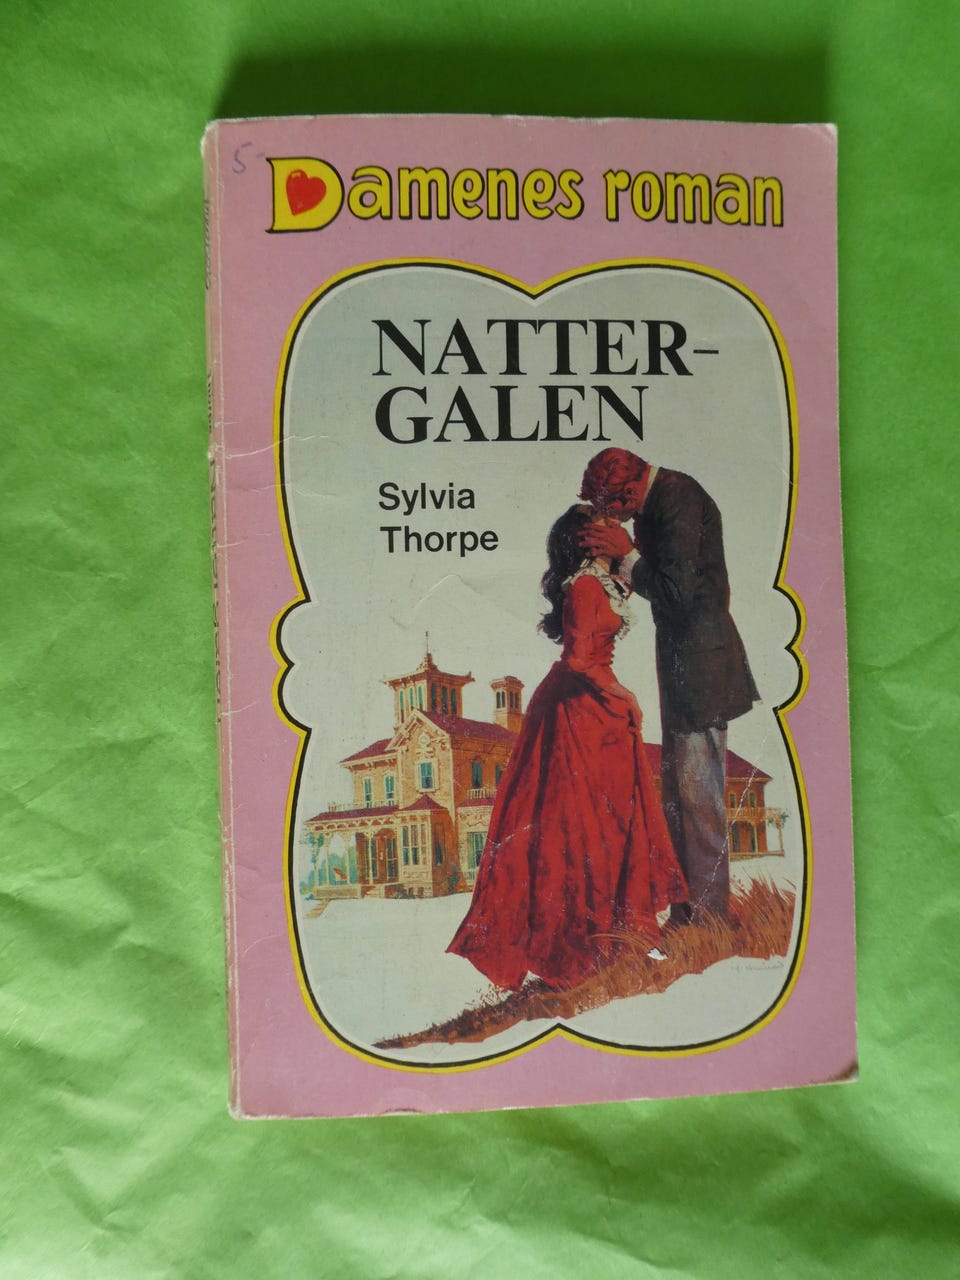 5-
Damenes roman
NATTER-
GALEN
Sylvia
Thorpe